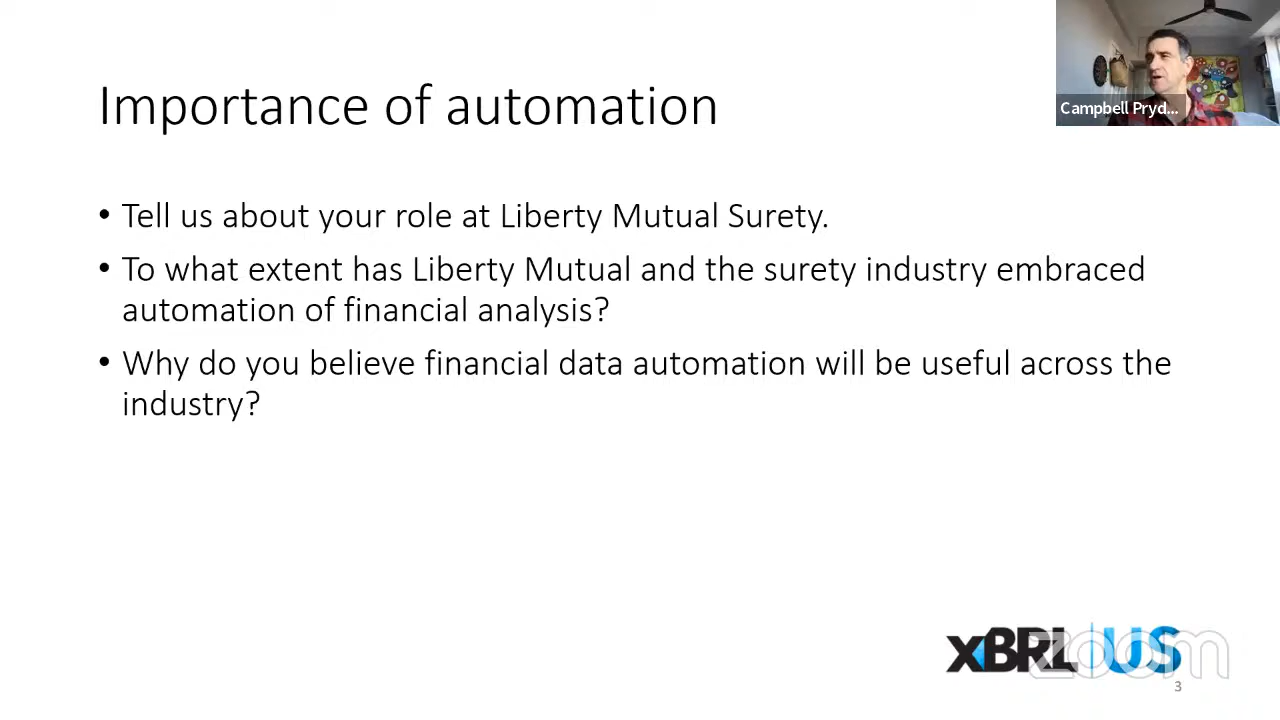 Importance of automation
Campbell Pryd...
• Tell us about your role at Liberty Mutual Surety.
• To what extent has Liberty Mutual and the surety industry embraced
automation of financial analysis?
• Why do you believe financial data automation will be useful across the
industry?
XBRL US
zoom
3